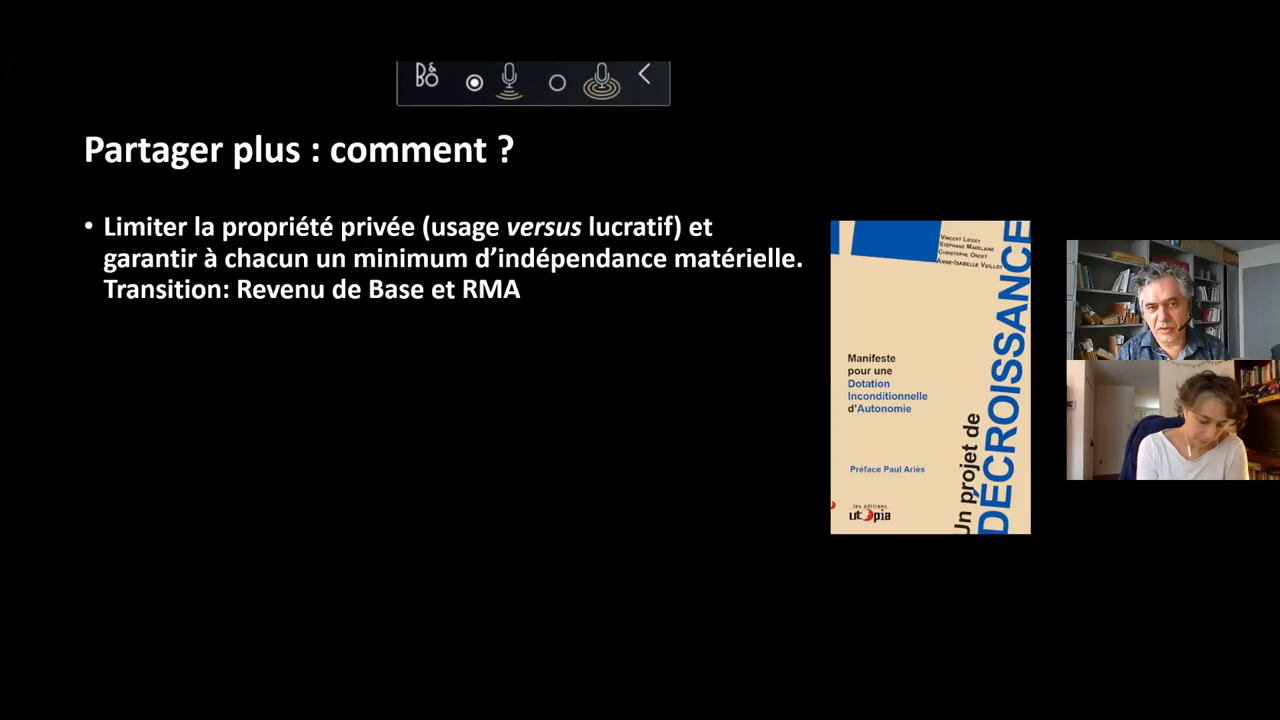 B&O
Partager plus : comment ?
• Limiter la propriété privée (usage versus lucratif) et
garantir à chacun un minimum d'indépendance matérielle.
Transition: Revenu de Base et RMA
Vincent Liegey
Stéphane Madelaine
Christophe Ondet
Anne-Isabelle Veillot
Manifeste
pour une
Dotation
Inconditionnelle
d'Autonomie
Préface Paul Ariès
les éditions
utopia
Un projet de
DÉCROISSANCE